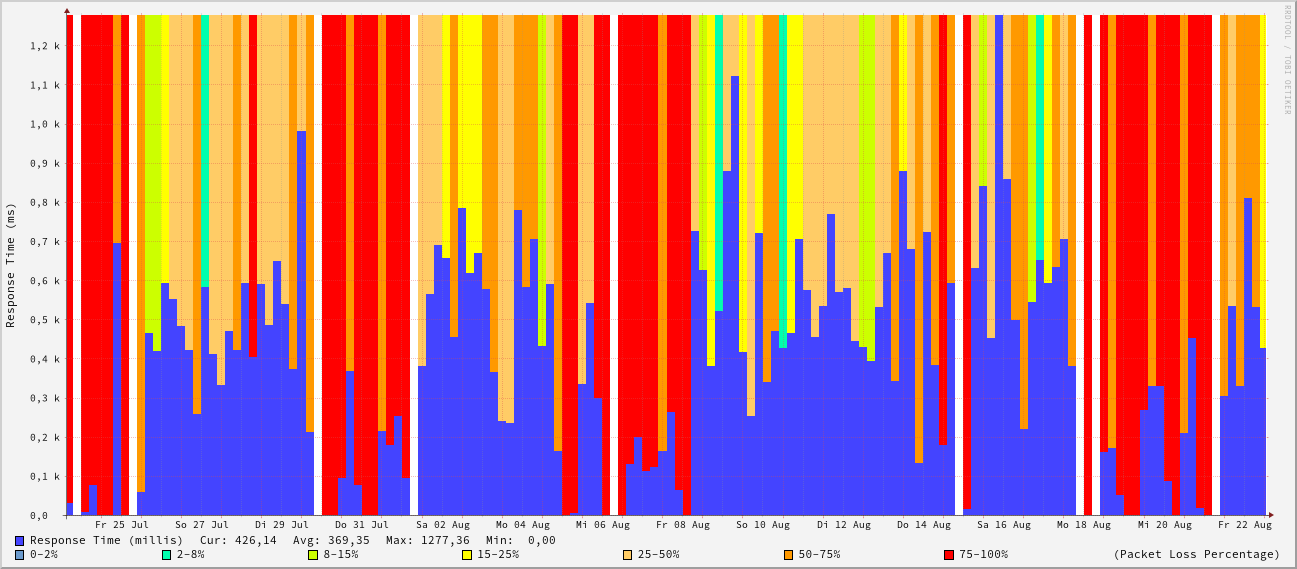 RRDTOOL / TOBI OETIKER
Response Time (ms)
1,2 k
1,1 k
1,0 k
0,9 k
0,8 k
0,7 k
0,6 k
0,5 k
0,4 k
0,3 k
0,2 k
0,1 k
0,0
Fr 25 Jul So 27 Jul Di 29 Jul Do 31 Jul Sa 02 Aug Mo 04 Aug Mi 06 Aug Fr 08 Aug So 10 Aug Di 12 Aug Do 14 Aug Sa 16 Aug Mo 18 Aug Mi 20 Aug Fr 22 Aug
Response Time (millis) Cur: 426,14 Avg: 369,35 Max: 1277,36 Min: 0,00
0-2% 2-8% 8-15% 15-25% 25-50% 50-75% 75-100% (Packet Loss Percentage)